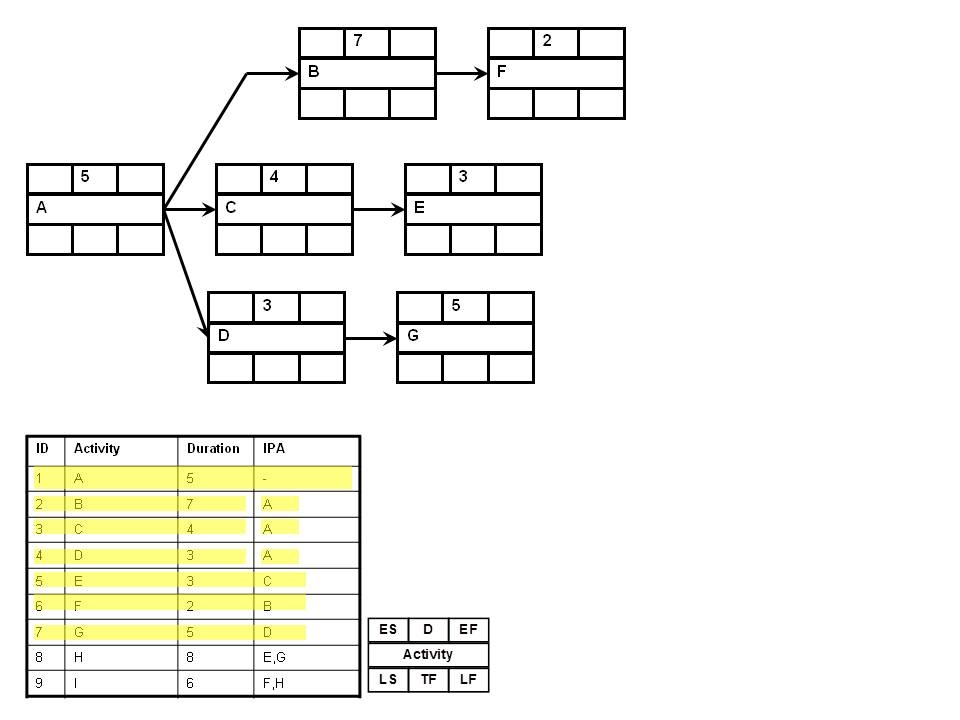 7 2
B F
5 4 3
A C E
3 5
D G
ID Activity Duration IPA
1 A 5 -
2 B 7 A
3 C 4 A
4 D 3 A
5 E 3 C
6 F 2 B
7 G 5 D
8 H 8 E,G
9 I 6 F,H
ES D EF
Activity
LS TF LF